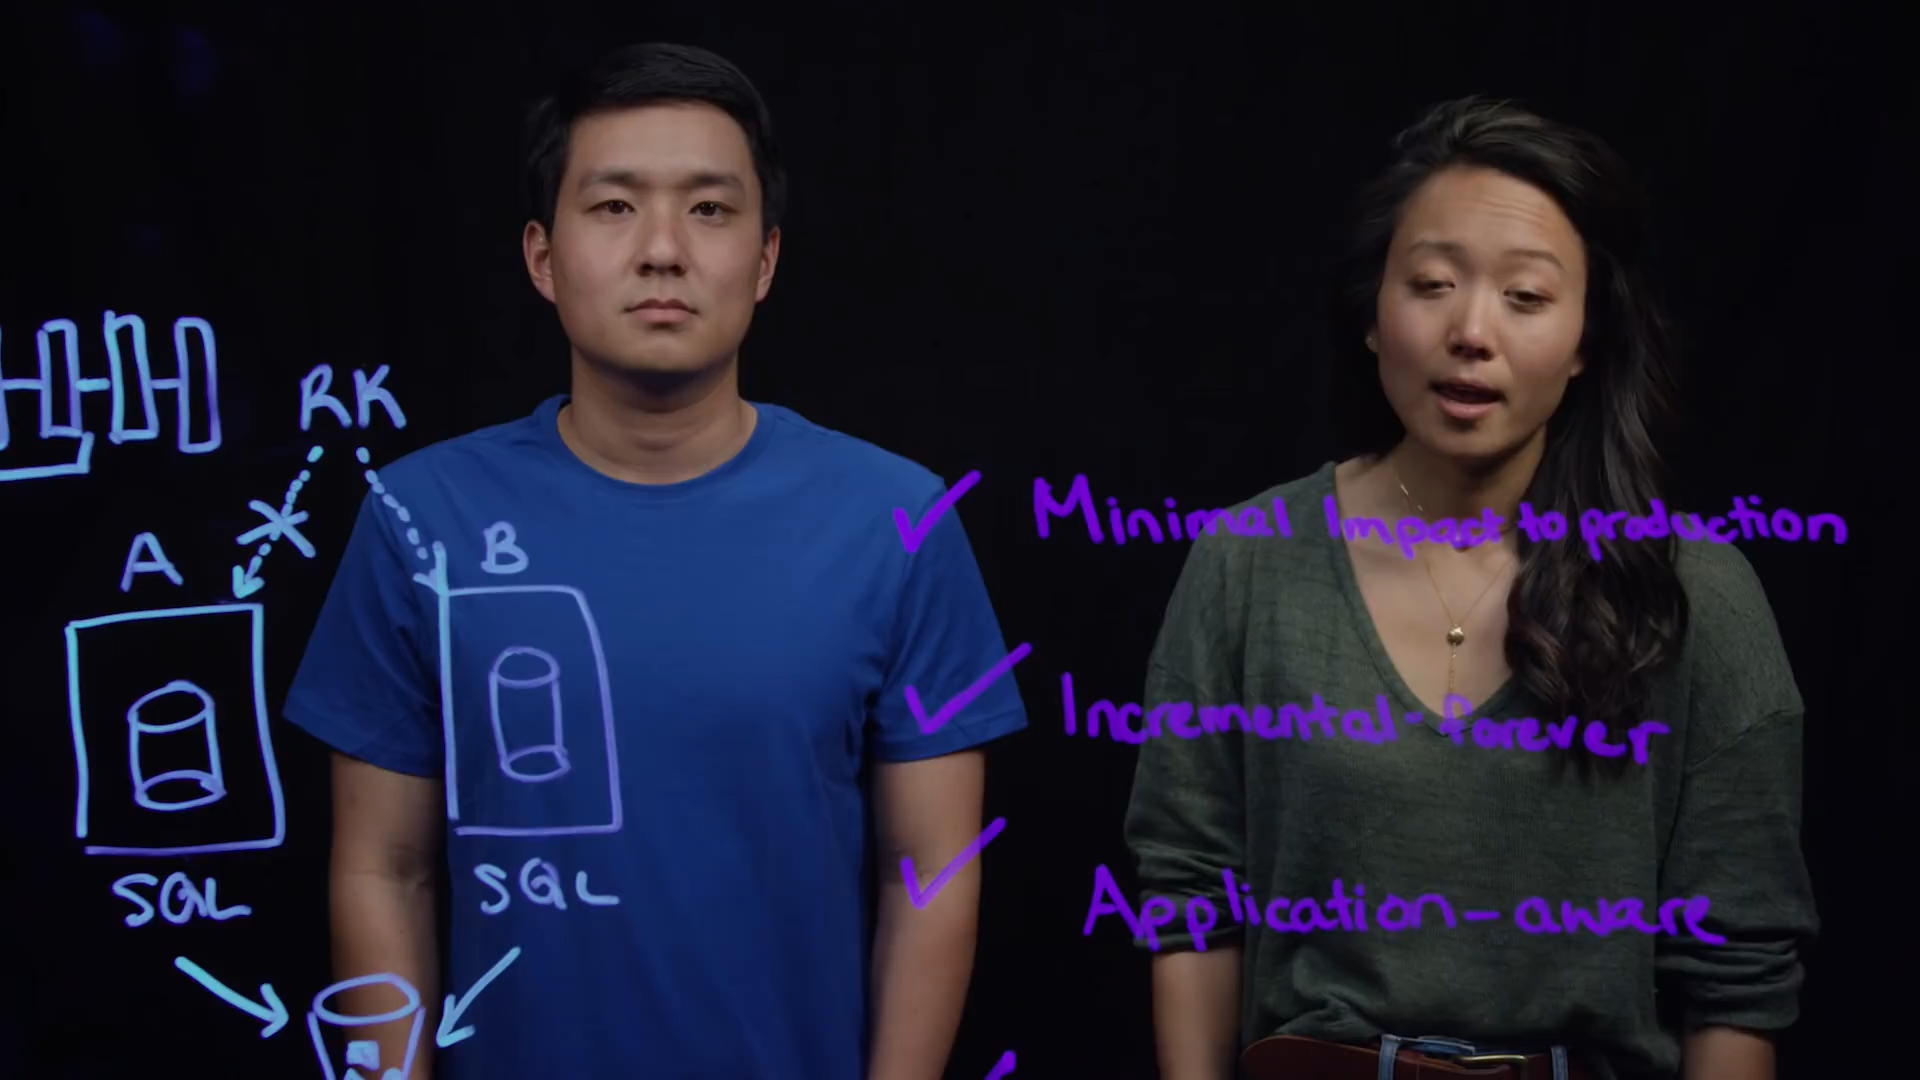 RK
A
B
SQL
SQL
Minimal Impact to production
Incremental-forever
Application-aware